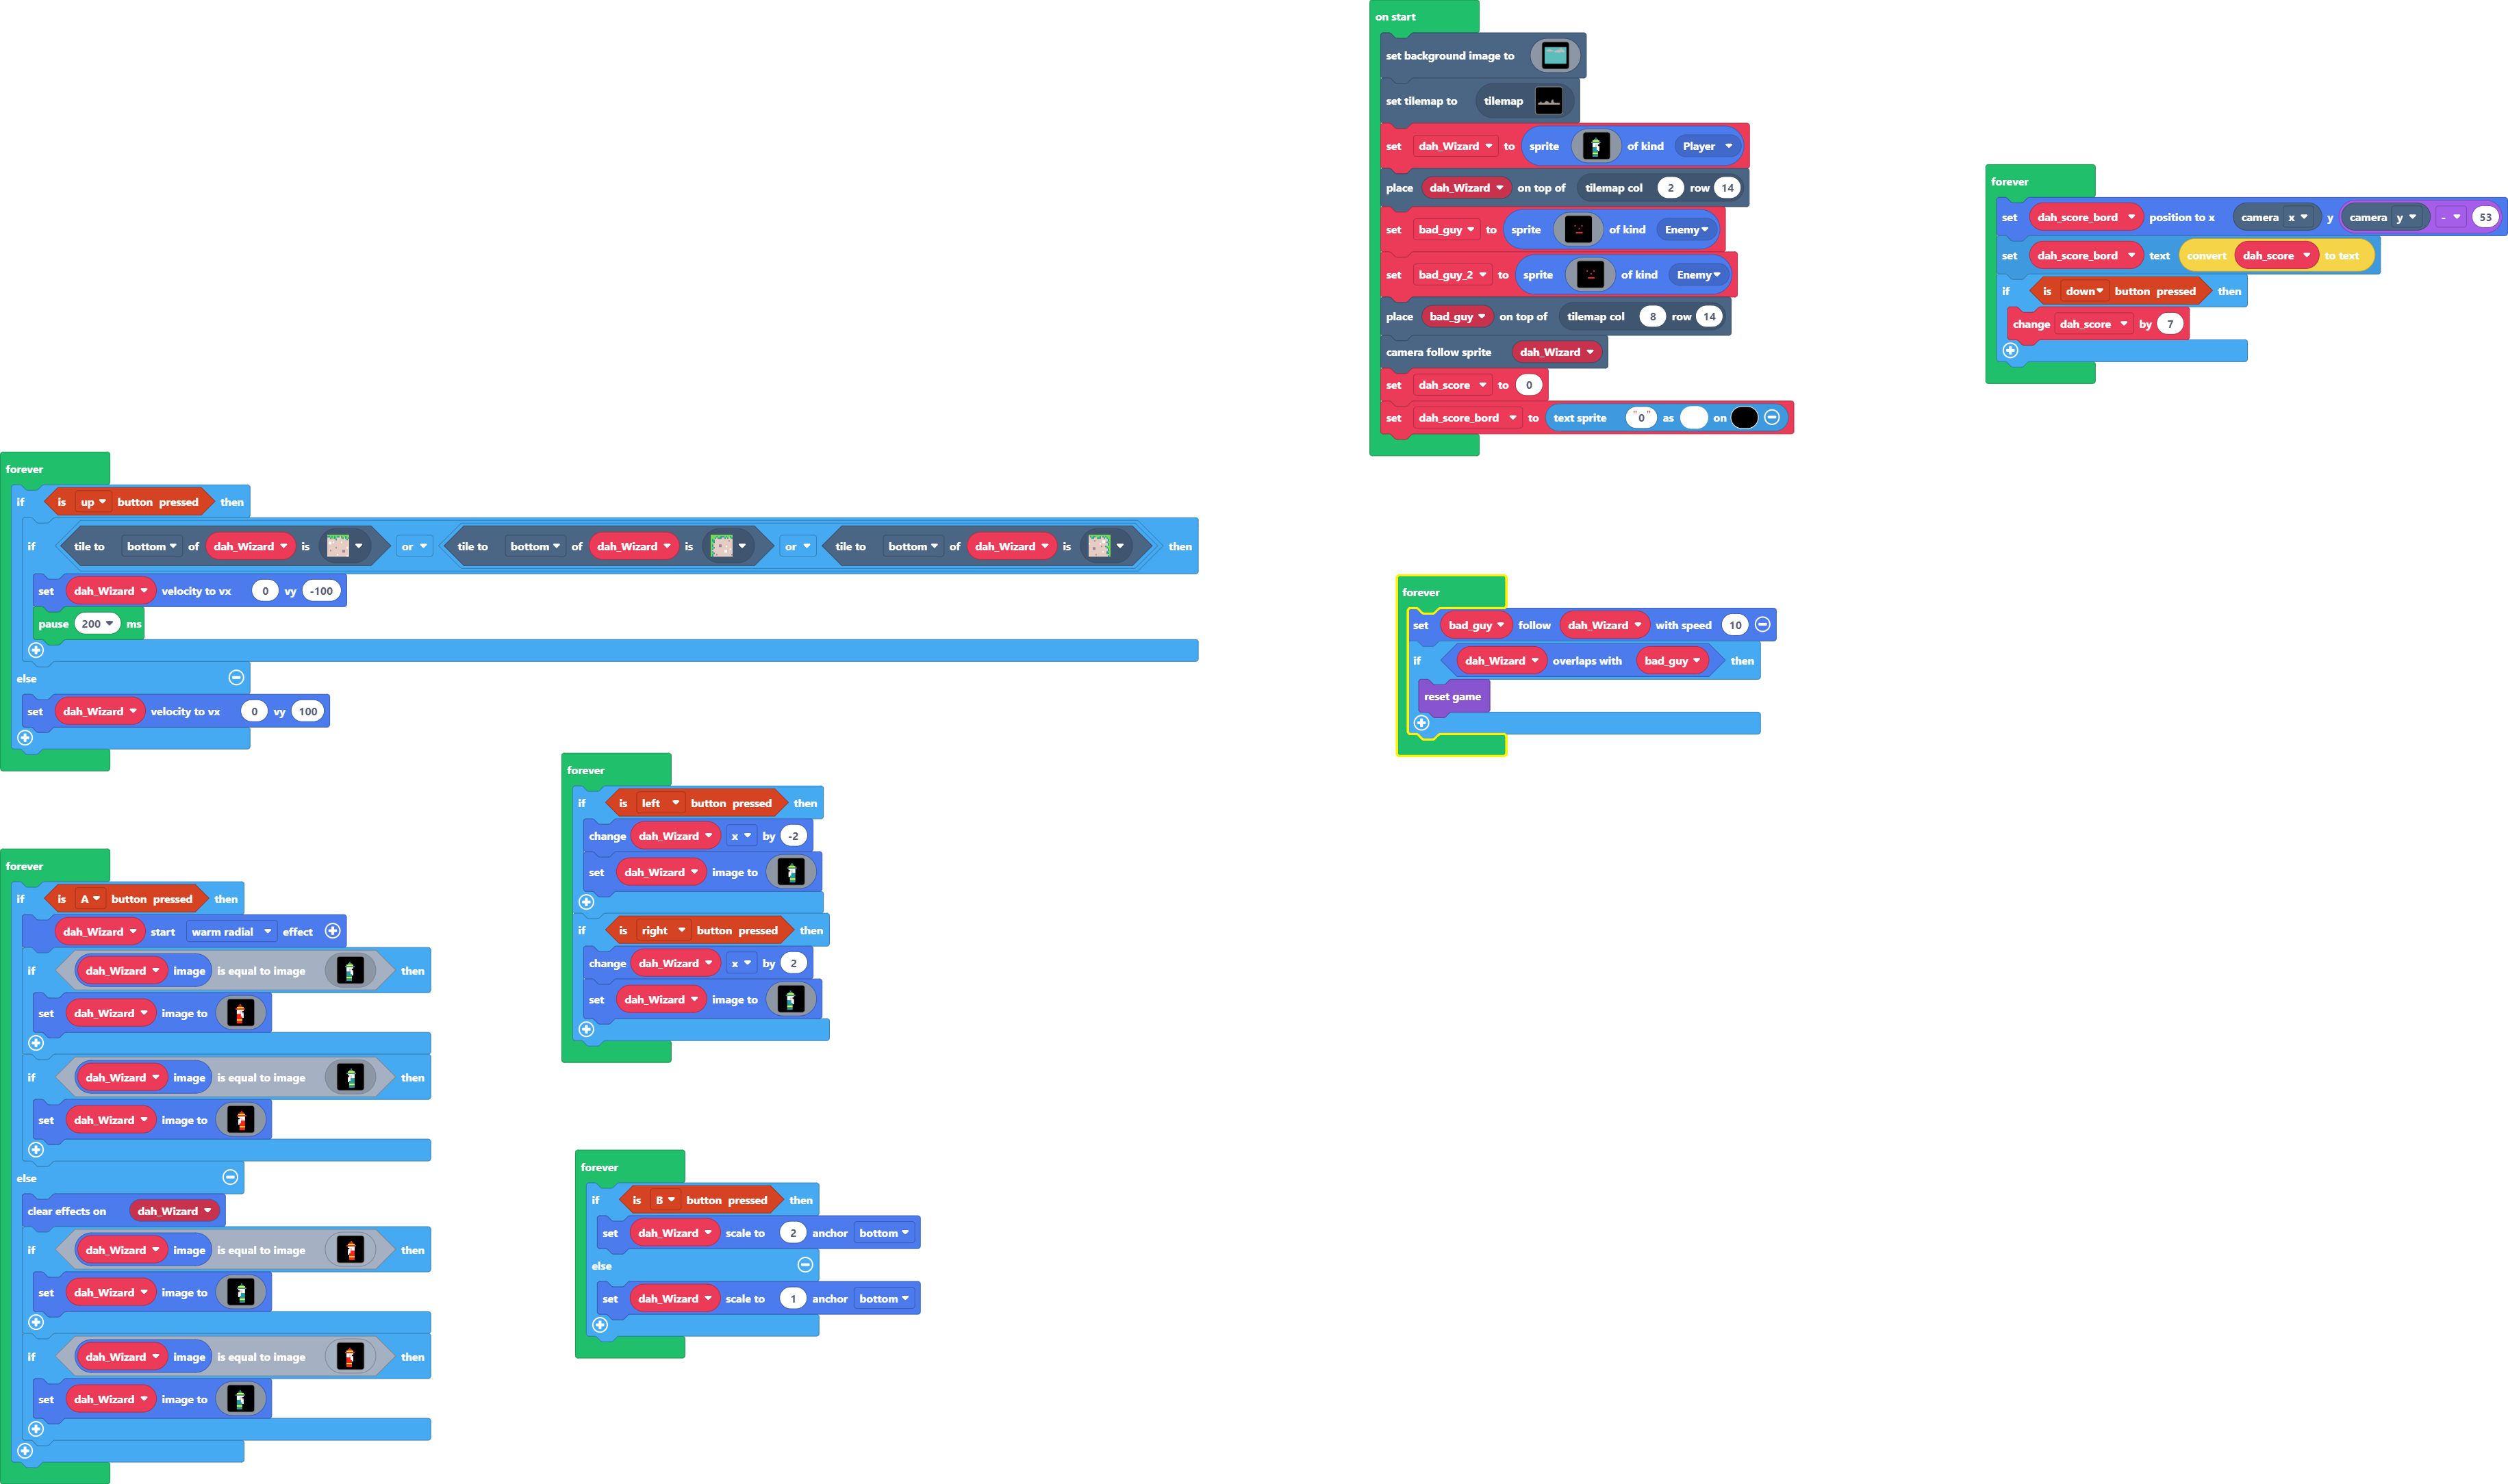 on start
set background image to
set tilemap to tilemap
set dah_Wizard to sprite of kind Player
place dah_Wizard on top of tilemap col 2 row 14
set bad_guy to sprite of kind Enemy
set bad_guy_2 to sprite of kind Enemy
place bad_guy on top of tilemap col 8 row 14
camera follow sprite dah_Wizard
set dah_score to 0
set dah_score_bord to text sprite "0" as on
forever
set dah_score_bord position to x camera x y camera y - 53
set dah_score_bord text convert dah_score to text
if is down button pressed then
change dah_score by 7
forever
if is up button pressed then
if tile to bottom of dah_Wizard is or tile to bottom of dah_Wizard is or tile to bottom of dah_Wizard is then
set dah_Wizard velocity to vx 0 vy -100
pause 200 ms
else
set dah_Wizard velocity to vx 0 vy 100
forever
set bad_guy follow dah_Wizard with speed 10
if dah_Wizard overlaps with bad_guy then
reset game
forever
if is left button pressed then
change dah_Wizard x by -2
set dah_Wizard image to
if is right button pressed then
change dah_Wizard x by 2
set dah_Wizard image to
forever
if is A button pressed then
dah_Wizard start warm radial effect
if dah_Wizard image is equal to image then
set dah_Wizard image to
if dah_Wizard image is equal to image then
set dah_Wizard image to
else
clear effects on dah_Wizard
if dah_Wizard image is equal to image then
set dah_Wizard image to
if dah_Wizard image is equal to image then
set dah_Wizard image to
forever
if is B button pressed then
set dah_Wizard scale to 2 anchor bottom
else
set dah_Wizard scale to 1 anchor bottom